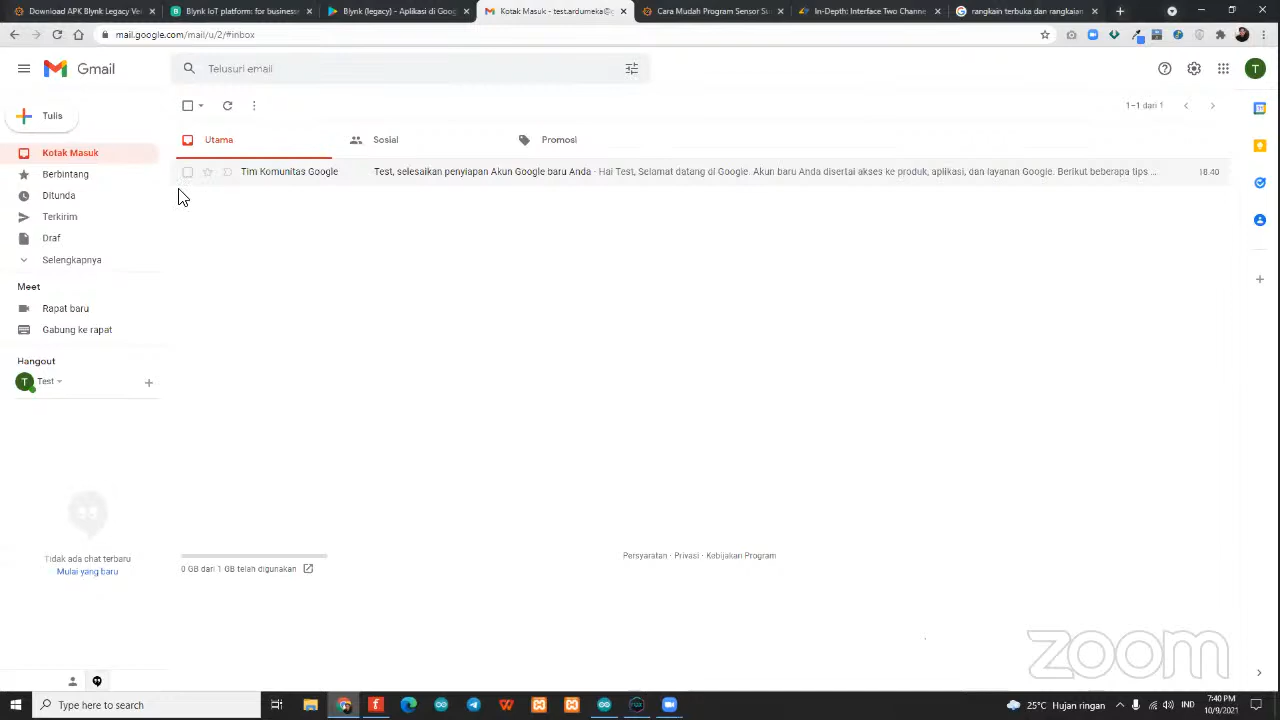 Download APK Blynk Legacy Ve
Blynk IoT platform: for business
Blynk (legacy) - Aplikasi di Goog
Kotak Masuk - test.ardumeka@g
Cara Mudah Program Sensor Su
In-Depth: Interface Two Channel
rangkain terbuka dan rangkaian
mail.google.com/mail/u/2/#inbox
Gmail
Telusuri email
T
Tulis
1–1 dari 1
Utama
Sosial
Promosi
Kotak Masuk
Tim Komunitas Google
Test, selesaikan penyiapan Akun Google baru Anda - Hai Test, Selamat datang di Google. Akun baru Anda disertai akses ke produk, aplikasi, dan layanan Google. Berikut beberapa tips ...
18.40
Berbintang
Ditunda
Terkirim
Draf
Selengkapnya
Meet
Rapat baru
Gabung ke rapat
Hangout
T
Test
Tidak ada chat terbaru
Mulai yang baru
0 GB dari 1 GB telah digunakan
Persyaratan · Privasi · Kebijakan Program
zoom
Type here to search
25°C Hujan ringan
IND
7:40 PM
10/9/2021